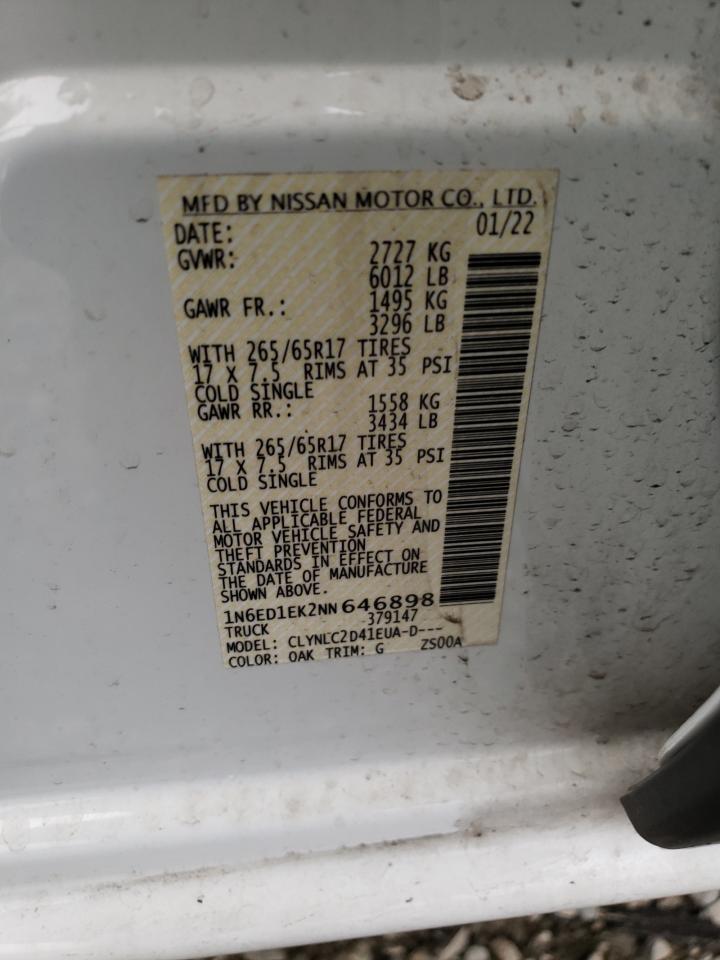 MFD BY NISSAN MOTOR CO., LTD.
DATE: 01/22
GVWR: 2727 KG
6012 LB
GAWR FR.: 1495 KG
3296 LB
WITH 265/65R17 TIRES
17 X 7.5 RIMS AT 35 PSI
COLD SINGLE
GAWR RR.: 1558 KG
3434 LB
WITH 265/65R17 TIRES
17 X 7.5 RIMS AT 35 PSI
COLD SINGLE
THIS VEHICLE CONFORMS TO
ALL APPLICABLE FEDERAL
MOTOR VEHICLE SAFETY AND
THEFT PREVENTION
STANDARDS IN EFFECT ON
THE DATE OF MANUFACTURE
SHOWN ABOVE.
1N6ED1EK2NN646898
TRUCK 379147
MODEL: CLYNLC2D41EUA-D---
COLOR: OAK TRIM: G ZS00A